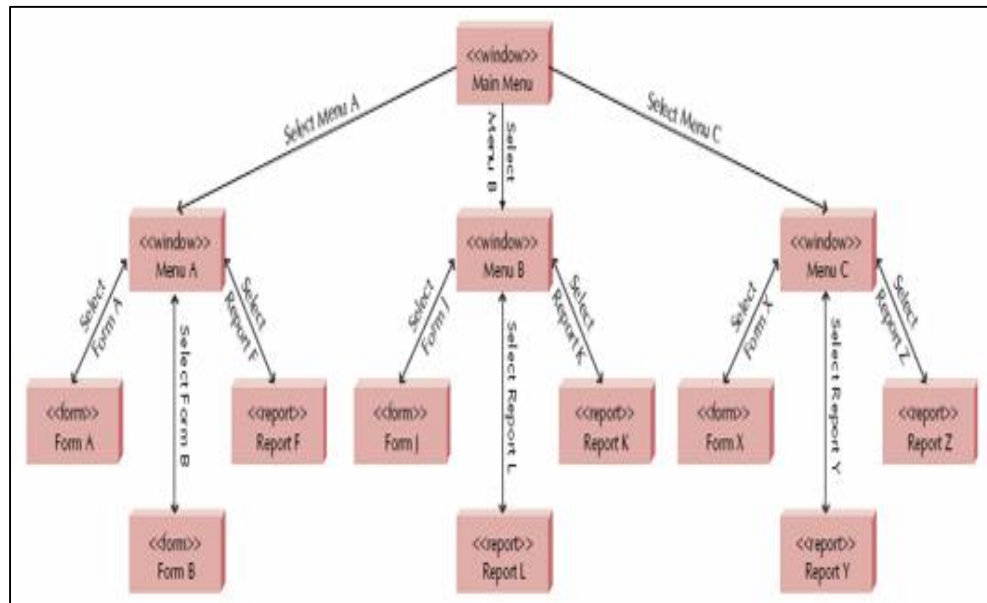 <<window>>
Main Menu
Select Menu A
Select
Menu B
Select Menu C
<<window>>
Menu A
<<window>>
Menu B
<<window>>
Menu C
Select
Form A
Select Form B
Select
Report F
Select
Form J
Select Report L
Select
Report K
Select
Form X
Select Report Y
Select
Report Z
<<form>>
Form A
<<report>>
Report F
<<form>>
Form J
<<report>>
Report K
<<form>>
Form X
<<report>>
Report Z
<<form>>
Form B
<<report>>
Report L
<<report>>
Report Y